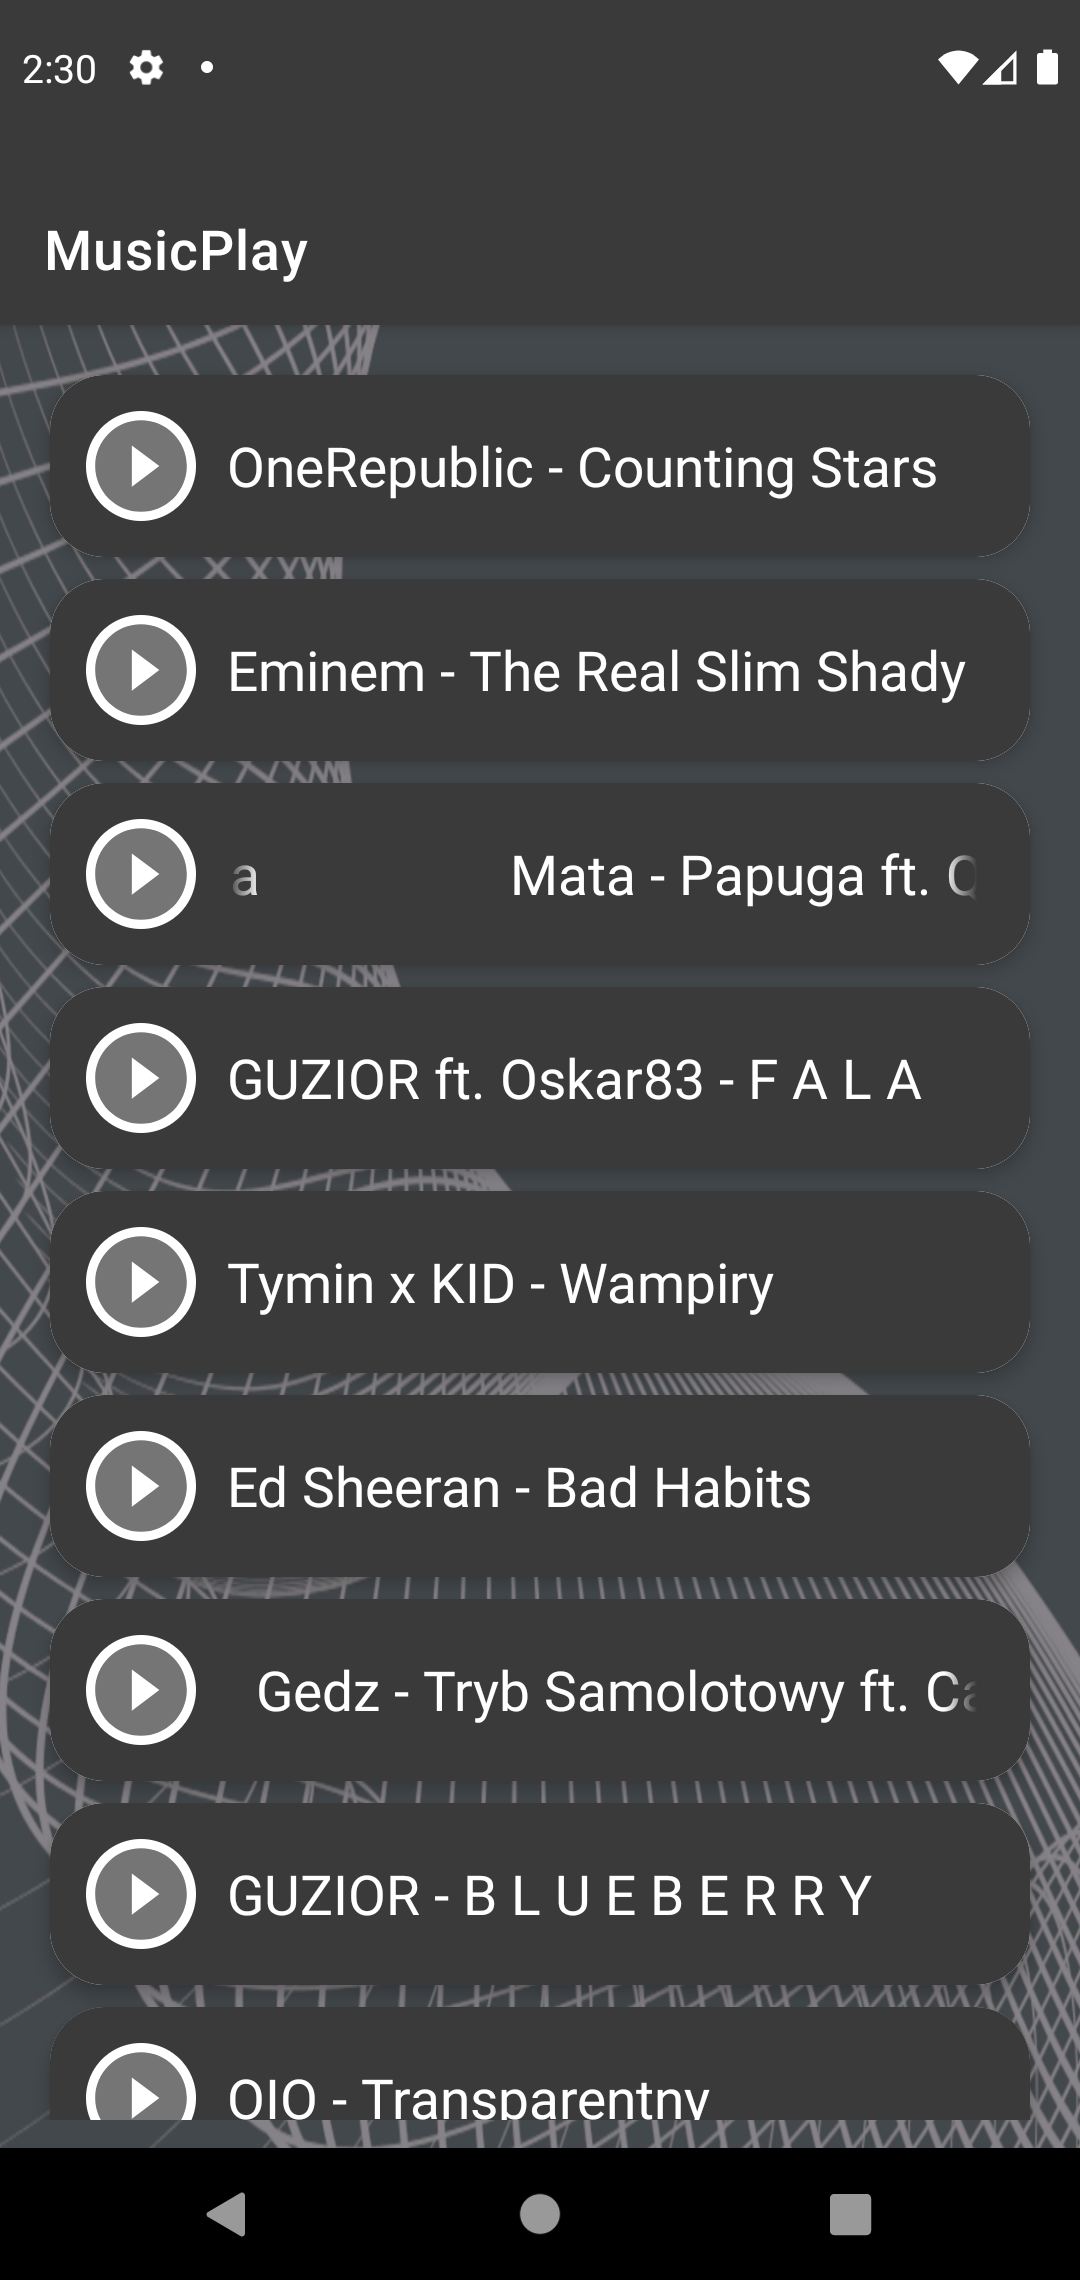 2:30
MusicPlay
OneRepublic - Counting Stars
Eminem - The Real Slim Shady
a Mata - Papuga ft. Q
GUZIOR ft. Oskar83 - F A L A
Tymin x KID - Wampiry
Ed Sheeran - Bad Habits
Gedz - Tryb Samolotowy ft. Ca
GUZIOR - B L U E B E R R Y
OIO - Transparentny